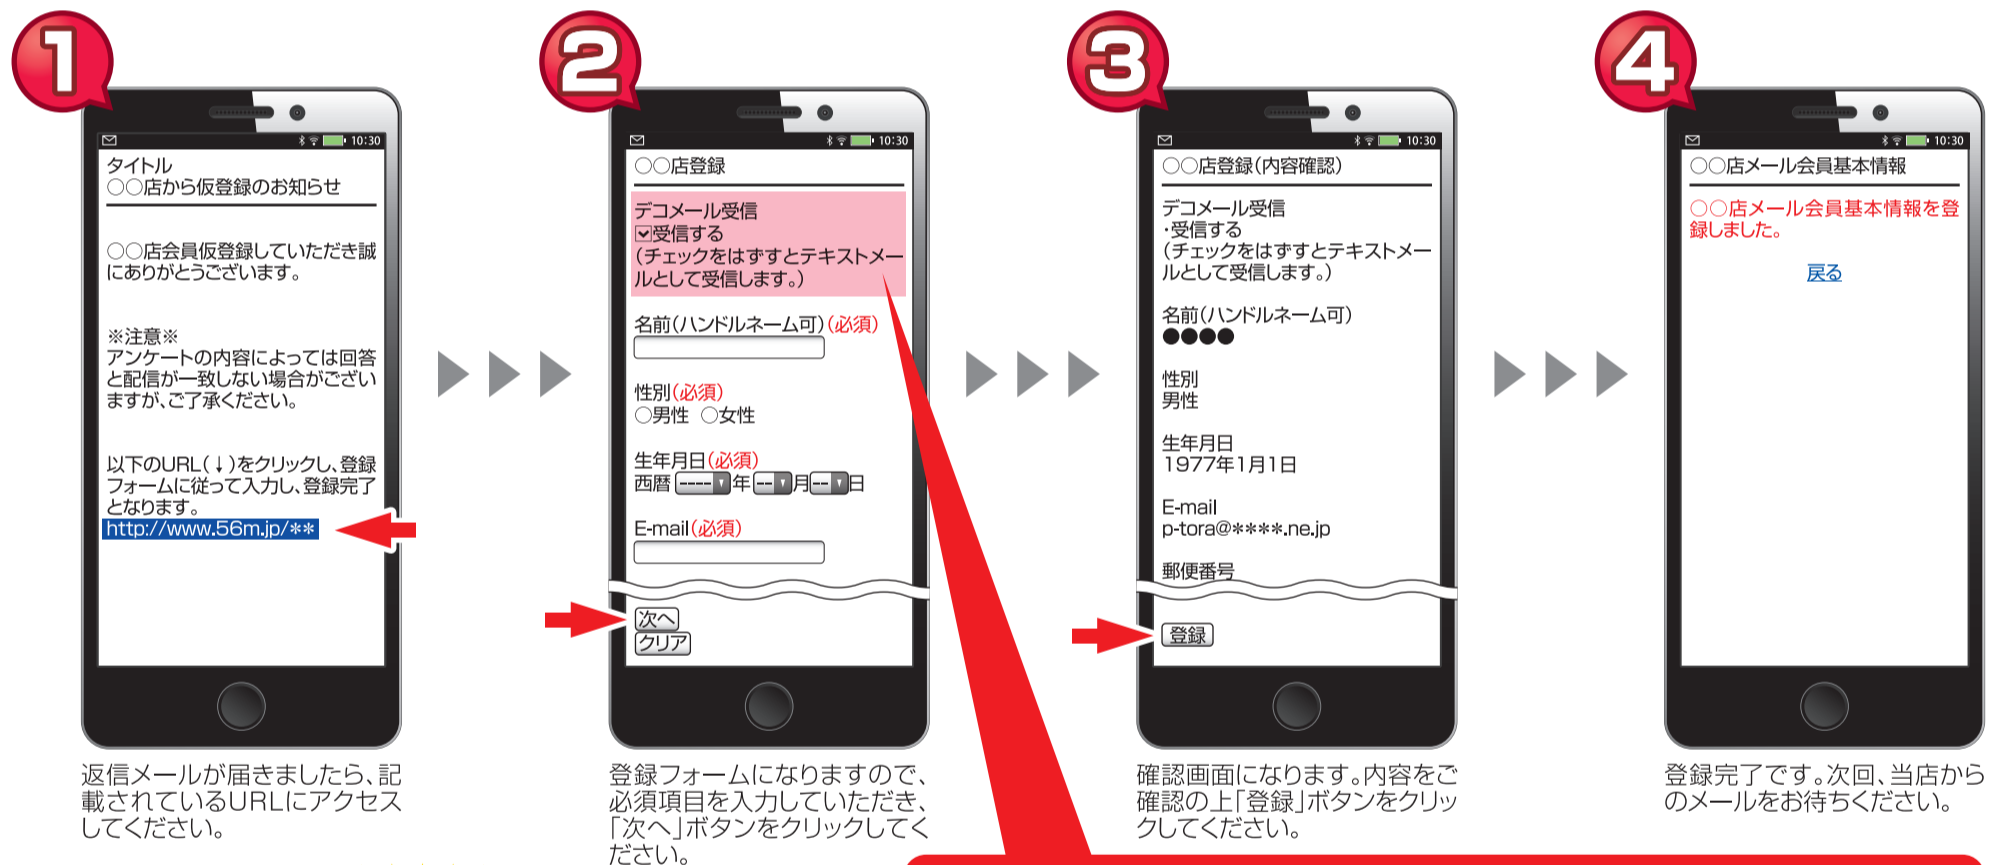 1
10:30
タイトル
○○店から仮登録のお知らせ
○○店会員仮登録していただき誠
にありがとうございます。
※注意※
アンケートの内容によっては回答
と配信が一致しない場合がござい
ますが、ご了承ください。
以下のURL(↓)をクリックし、登録
フォームに従って入力し、登録完了
となります。
http://www.56m.jp/**
返信メールが届きましたら、記
載されているURLにアクセス
してください。
2
10:30
○○店登録
デコメール受信
受信する
(チェックをはずすとテキストメー
ルとして受信します。)
名前(ハンドルネーム可)(必須)
性別(必須)
○男性 ○女性
生年月日(必須)
西暦 ---- 年 -- 月 -- 日
E-mail(必須)
次へ
クリア
登録フォームになりますので、
必須項目を入力していただき、
「次へ」ボタンをクリックしてく
ださい。
3
10:30
○○店登録(内容確認)
デコメール受信
・受信する
(チェックをはずすとテキストメー
ルとして受信します。)
名前(ハンドルネーム可)
●●●●
性別
男性
生年月日
1977年1月1日
E-mail
p-tora@****.ne.jp
郵便番号
登録
確認画面になります。内容をご
確認の上「登録」ボタンをクリッ
クしてください。
4
10:30
○○店メール会員基本情報
○○店メール会員基本情報を登
録しました。
戻る
登録完了です。次回、当店から
のメールをお待ちください。